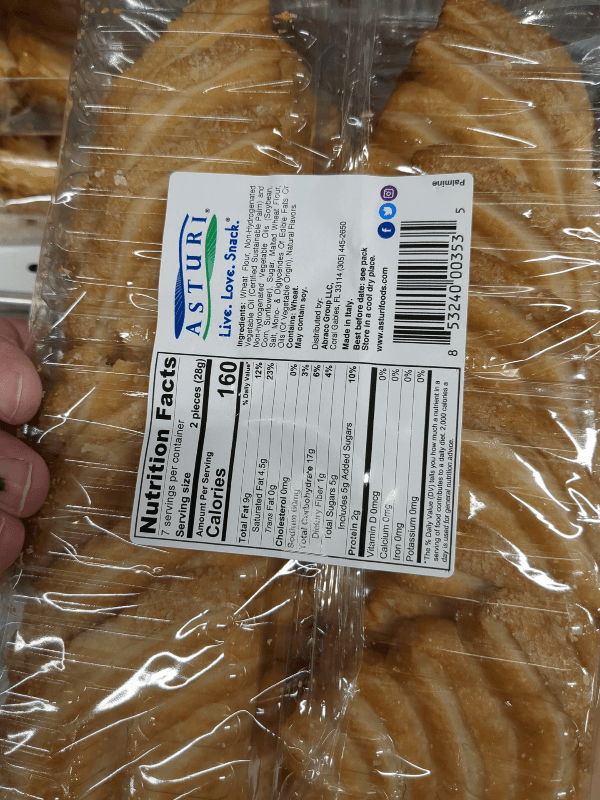 Nutrition Facts
7 servings per container
Serving size 2 pieces (28g)
Amount Per Serving
Calories 160
% Daily Value*
Total Fat 9g 12%
Saturated Fat 4.5g 23%
Trans Fat 0g
Cholesterol 0mg 0%
Sodium 3%
Total Carbohydrate 17g 6%
Dietary Fiber 1g 4%
Total Sugars 5g
Includes 5g Added Sugars 10%
Protein 2g
Vitamin D 0mcg 0%
Calcium 0mg 0%
Iron 0mg 0%
Potassium 0mg 0%
*The % Daily Value (DV) tells you how much a nutrient in a
serving of food contributes to a daily diet. 2,000 calories a
day is used for general nutrition advice.
ASTURI®
Live. Love. Snack.®
Ingredients: Wheat Flour, Non-Hydrogenated
Vegetable Oil (Certified Sustainable Palm) and
Non-hydrogenated Vegetable Oils (Soybean,
Corn, Sunflower), Sugar, Malted Wheat Flour,
Salt, Mono- & Diglycerides Of Edible Fats Or
Oils (Of Vegetable Origin), Natural Flavors.
Contains: Wheat.
May contain soy.
Distributed by:
Abraco Group LLC,
Coral Gables, FL 33114 (305) 445-2650
Made in Italy.
Best before date: see pack
Store in a cool dry place.
www.asturifoods.com
f
8 53240 00353 5
Palmine